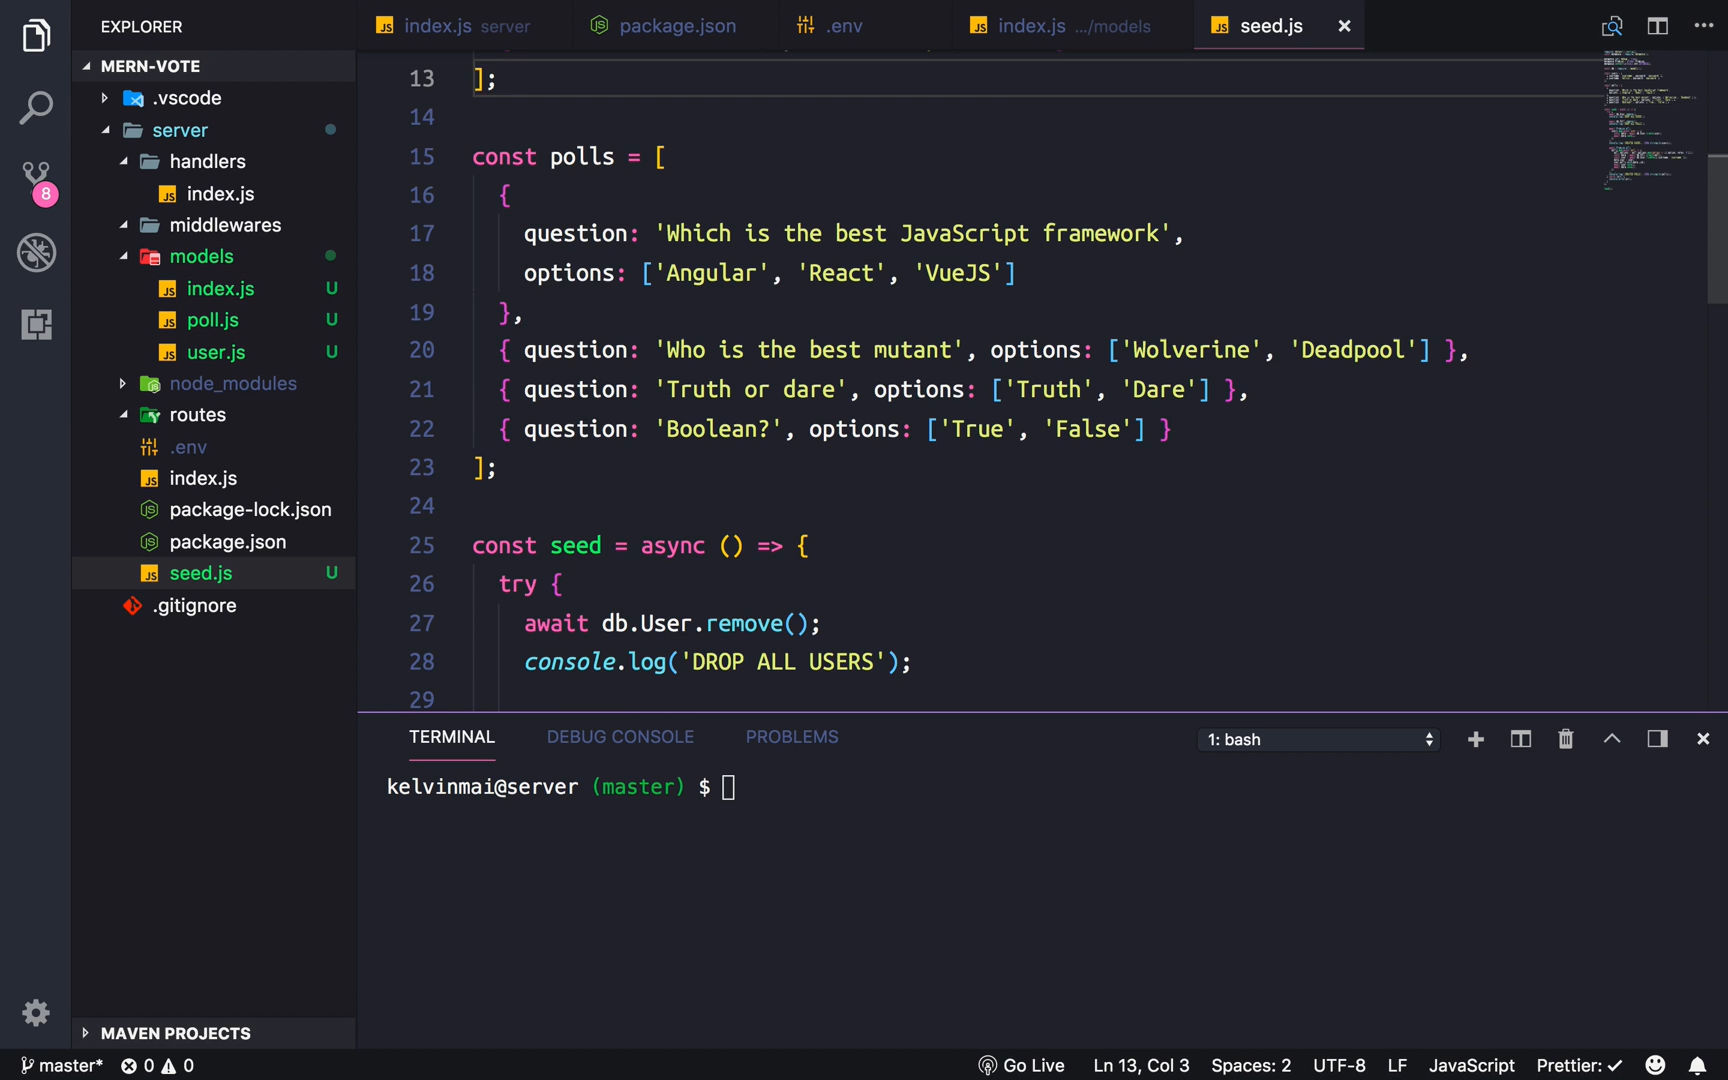 EXPLORER
index.js server
package.json
.env
index.js .../models
seed.js
MERN-VOTE
.vscode
server
handlers
index.js
middlewares
models
index.js U
poll.js U
user.js U
node_modules
routes
.env
index.js
package-lock.json
package.json
seed.js U
.gitignore
MAVEN PROJECTS
8
13 ];
14
15 const polls = [
16 {
17 question: 'Which is the best JavaScript framework',
18 options: ['Angular', 'React', 'VueJS']
19 },
20 { question: 'Who is the best mutant', options: ['Wolverine', 'Deadpool'] },
21 { question: 'Truth or dare', options: ['Truth', 'Dare'] },
22 { question: 'Boolean?', options: ['True', 'False'] }
23 ];
24
25 const seed = async () => {
26 try {
27 await db.User.remove();
28 console.log('DROP ALL USERS');
29
TERMINAL DEBUG CONSOLE PROBLEMS
1: bash
kelvinmai@server (master) $
master* 0 0
Go Live Ln 13, Col 3 Spaces: 2 UTF-8 LF JavaScript Prettier: ✓